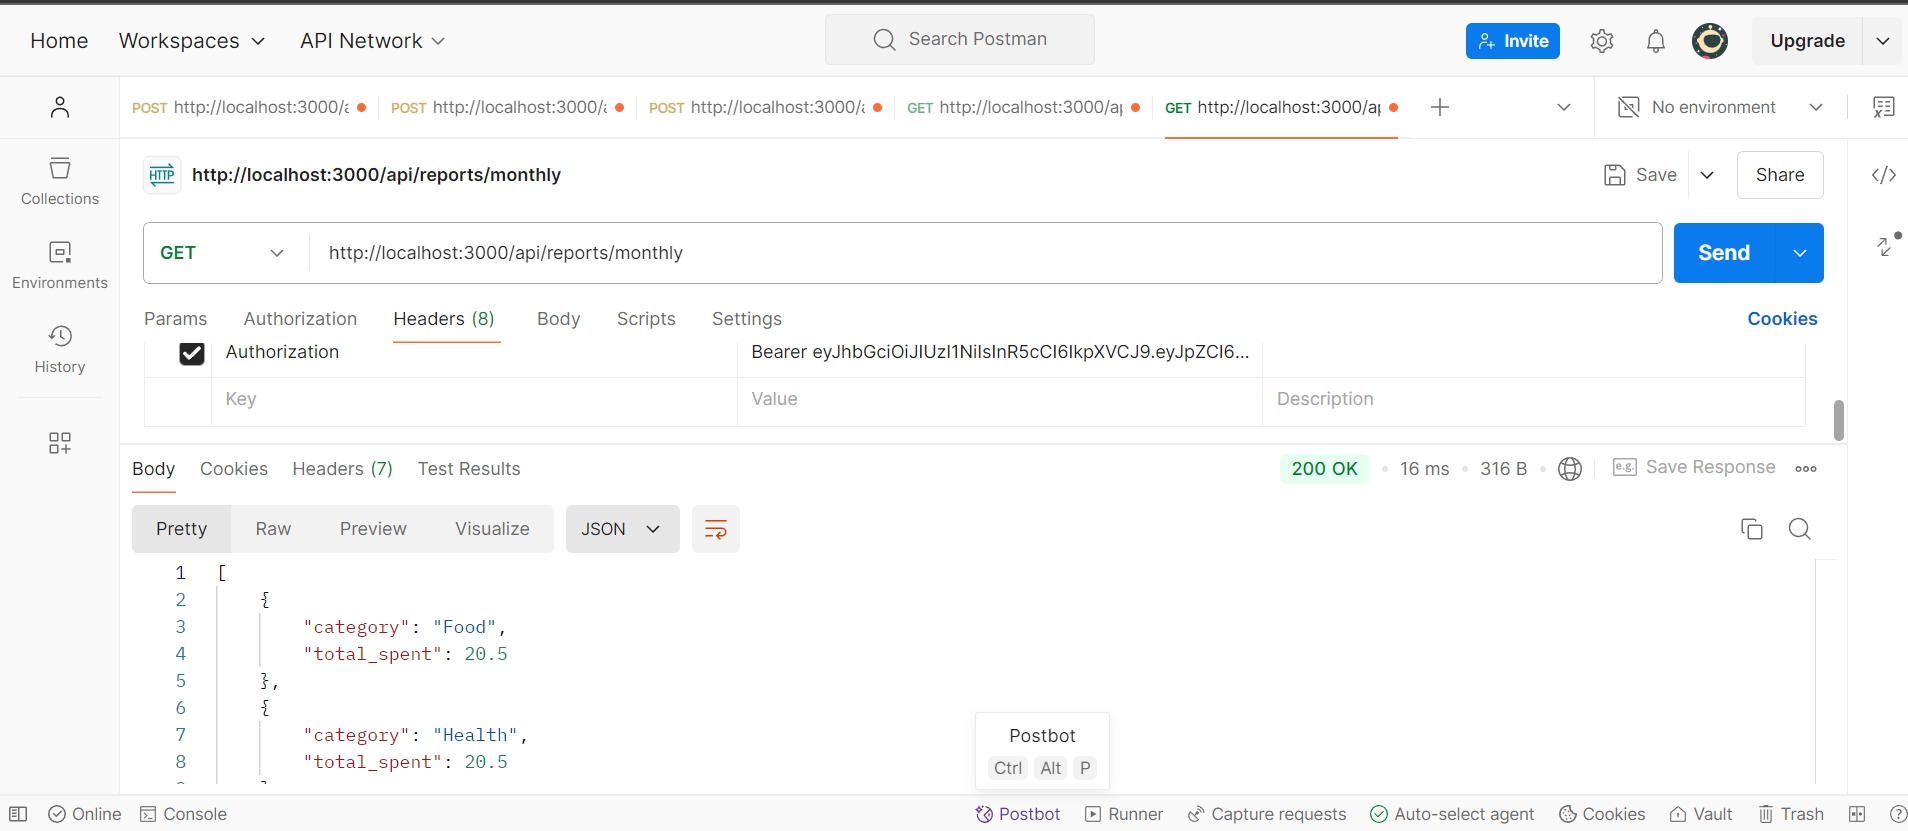 Home Workspaces API Network Search Postman Invite Upgrade
POST http://localhost:3000/a POST http://localhost:3000/a POST http://localhost:3000/a GET http://localhost:3000/ap GET http://localhost:3000/ap No environment
HTTP http://localhost:3000/api/reports/monthly Save Share
Collections
GET http://localhost:3000/api/reports/monthly Send
Environments
Params Authorization Headers (8) Body Scripts Settings Cookies
Authorization Bearer eyJhbGciOiJIUzI1NiIsInR5cCI6IkpXVCJ9.eyJpZCI6...
History
Key Value Description
Body Cookies Headers (7) Test Results 200 OK 16 ms 316 B e.g. Save Response
Pretty Raw Preview Visualize JSON
1 [
2 {
3 "category": "Food",
4 "total_spent": 20.5
5 },
6 {
7 "category": "Health",
8 "total_spent": 20.5
Postbot
Ctrl Alt P
Online Console Postbot Runner Capture requests Auto-select agent Cookies Vault Trash